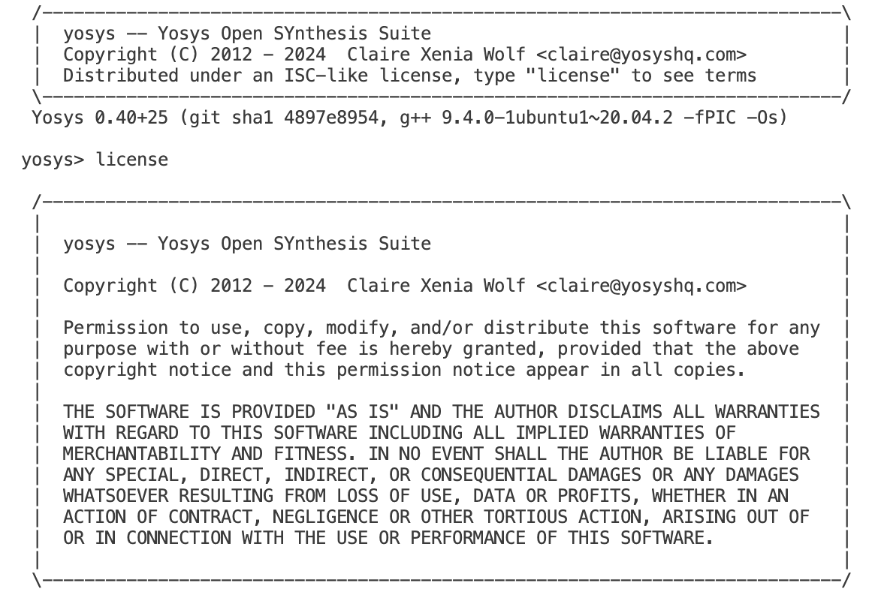 /----------------------------------------------------------------------------\
|  yosys -- Yosys Open SYnthesis Suite                                       |
|  Copyright (C) 2012 - 2024  Claire Xenia Wolf <claire@yosyshq.com>         |
|  Distributed under an ISC-like license, type "license" to see terms        |
\----------------------------------------------------------------------------/
Yosys 0.40+25 (git sha1 4897e8954, g++ 9.4.0-1ubuntu1~20.04.2 -fPIC -Os)
yosys> license
/----------------------------------------------------------------------------\
|                                                                            |
|  yosys -- Yosys Open SYnthesis Suite                                       |
|                                                                            |
|  Copyright (C) 2012 - 2024  Claire Xenia Wolf <claire@yosyshq.com>         |
|                                                                            |
|  Permission to use, copy, modify, and/or distribute this software for any  |
|  purpose with or without fee is hereby granted, provided that the above    |
|  copyright notice and this permission notice appear in all copies.         |
|                                                                            |
|  THE SOFTWARE IS PROVIDED "AS IS" AND THE AUTHOR DISCLAIMS ALL WARRANTIES  |
|  WITH REGARD TO THIS SOFTWARE INCLUDING ALL IMPLIED WARRANTIES OF          |
|  MERCHANTABILITY AND FITNESS. IN NO EVENT SHALL THE AUTHOR BE LIABLE FOR   |
|  ANY SPECIAL, DIRECT, INDIRECT, OR CONSEQUENTIAL DAMAGES OR ANY DAMAGES    |
|  WHATSOEVER RESULTING FROM LOSS OF USE, DATA OR PROFITS, WHETHER IN AN     |
|  ACTION OF CONTRACT, NEGLIGENCE OR OTHER TORTIOUS ACTION, ARISING OUT OF   |
|  OR IN CONNECTION WITH THE USE OR PERFORMANCE OF THIS SOFTWARE.            |
|                                                                            |
\----------------------------------------------------------------------------/